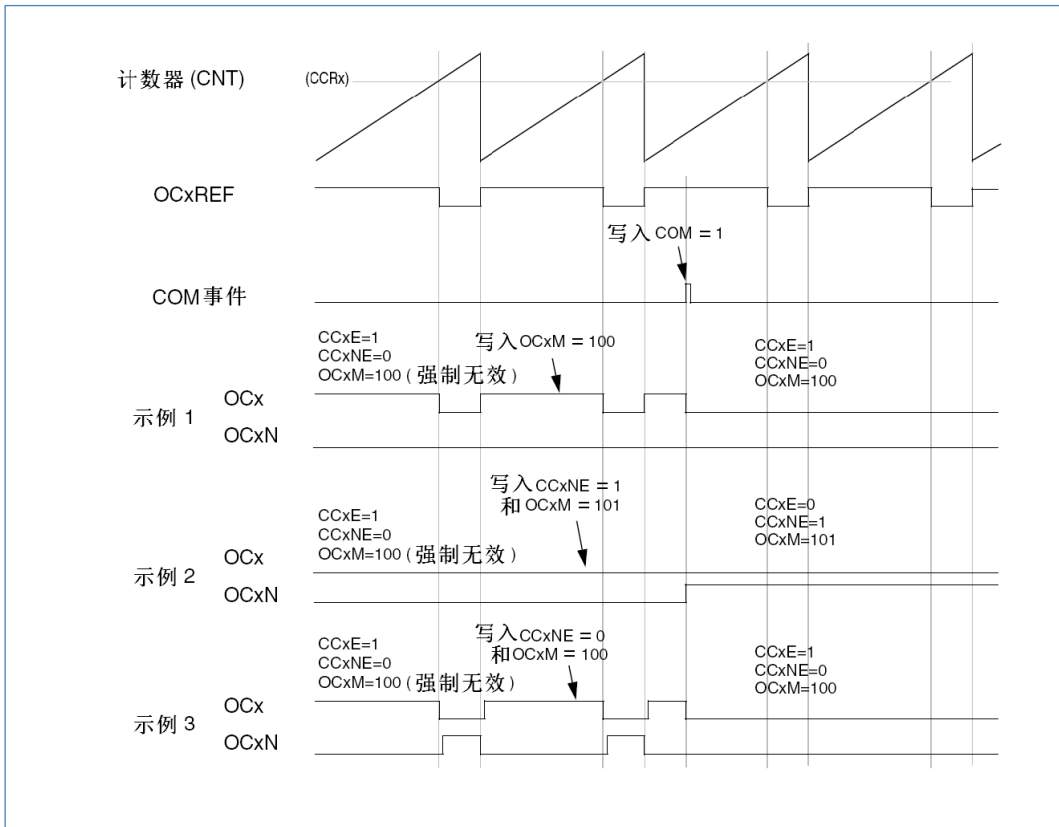 计数器 (CNT)
(CCRx)
OCxREF
写入 COM = 1
COM 事件
CCxE=1
CCxNE=0
OCxM=100 ( 强制无效 )
写入 OCxM = 100
CCxE=1
CCxNE=0
OCxM=100
示例 1
OCx
OCxN
写入 CCxNE = 1
和 OCxM = 101
CCxE=1
CCxNE=0
OCxM=100 ( 强制无效 )
CCxE=0
CCxNE=1
OCxM=101
示例 2
OCx
OCxN
写入 CCxNE = 0
和 OCxM = 100
CCxE=1
CCxNE=0
OCxM=100 ( 强制无效 )
CCxE=1
CCxNE=0
OCxM=100
示例 3
OCx
OCxN